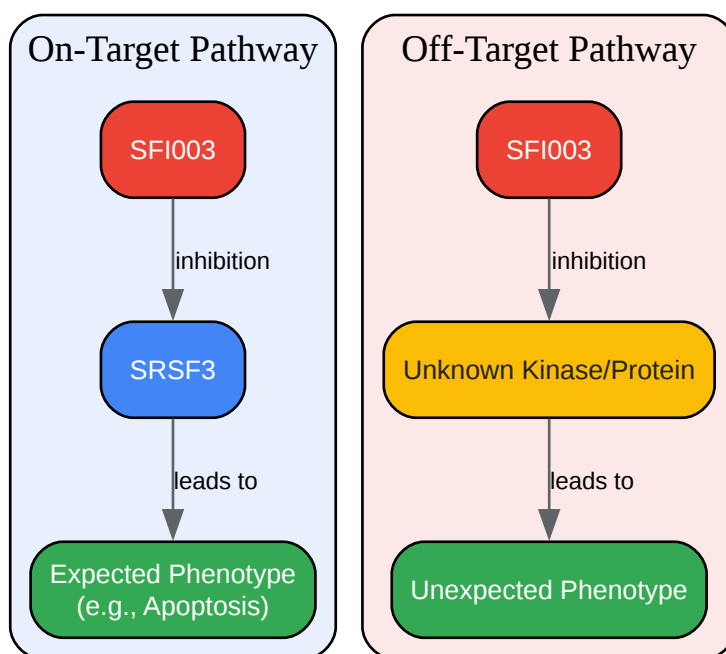 On-Target Pathway
SFI003
inhibition
SRSF3
leads to
Expected Phenotype
(e.g., Apoptosis)
Off-Target Pathway
SFI003
inhibition
Unknown Kinase/Protein
leads to
Unexpected Phenotype